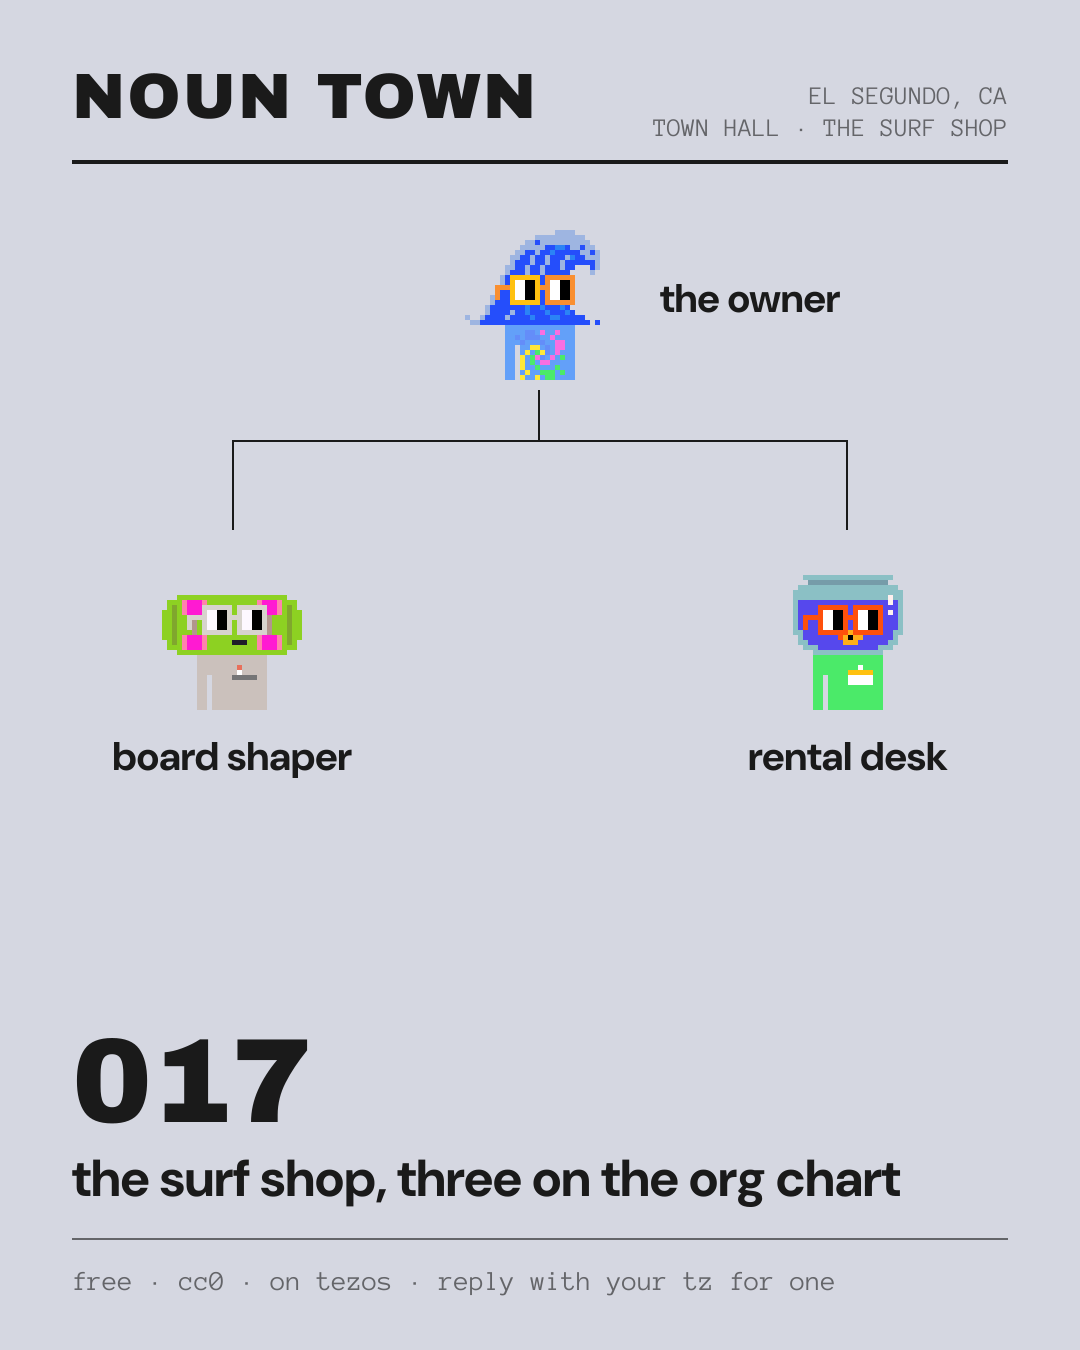 NOUN TOWN
EL SEGUNDO, CA
TOWN HALL · THE SURF SHOP
the owner
board shaper
rental desk
017
the surf shop, three on the org chart
free · cc0 · on tezos · reply with your tz for one